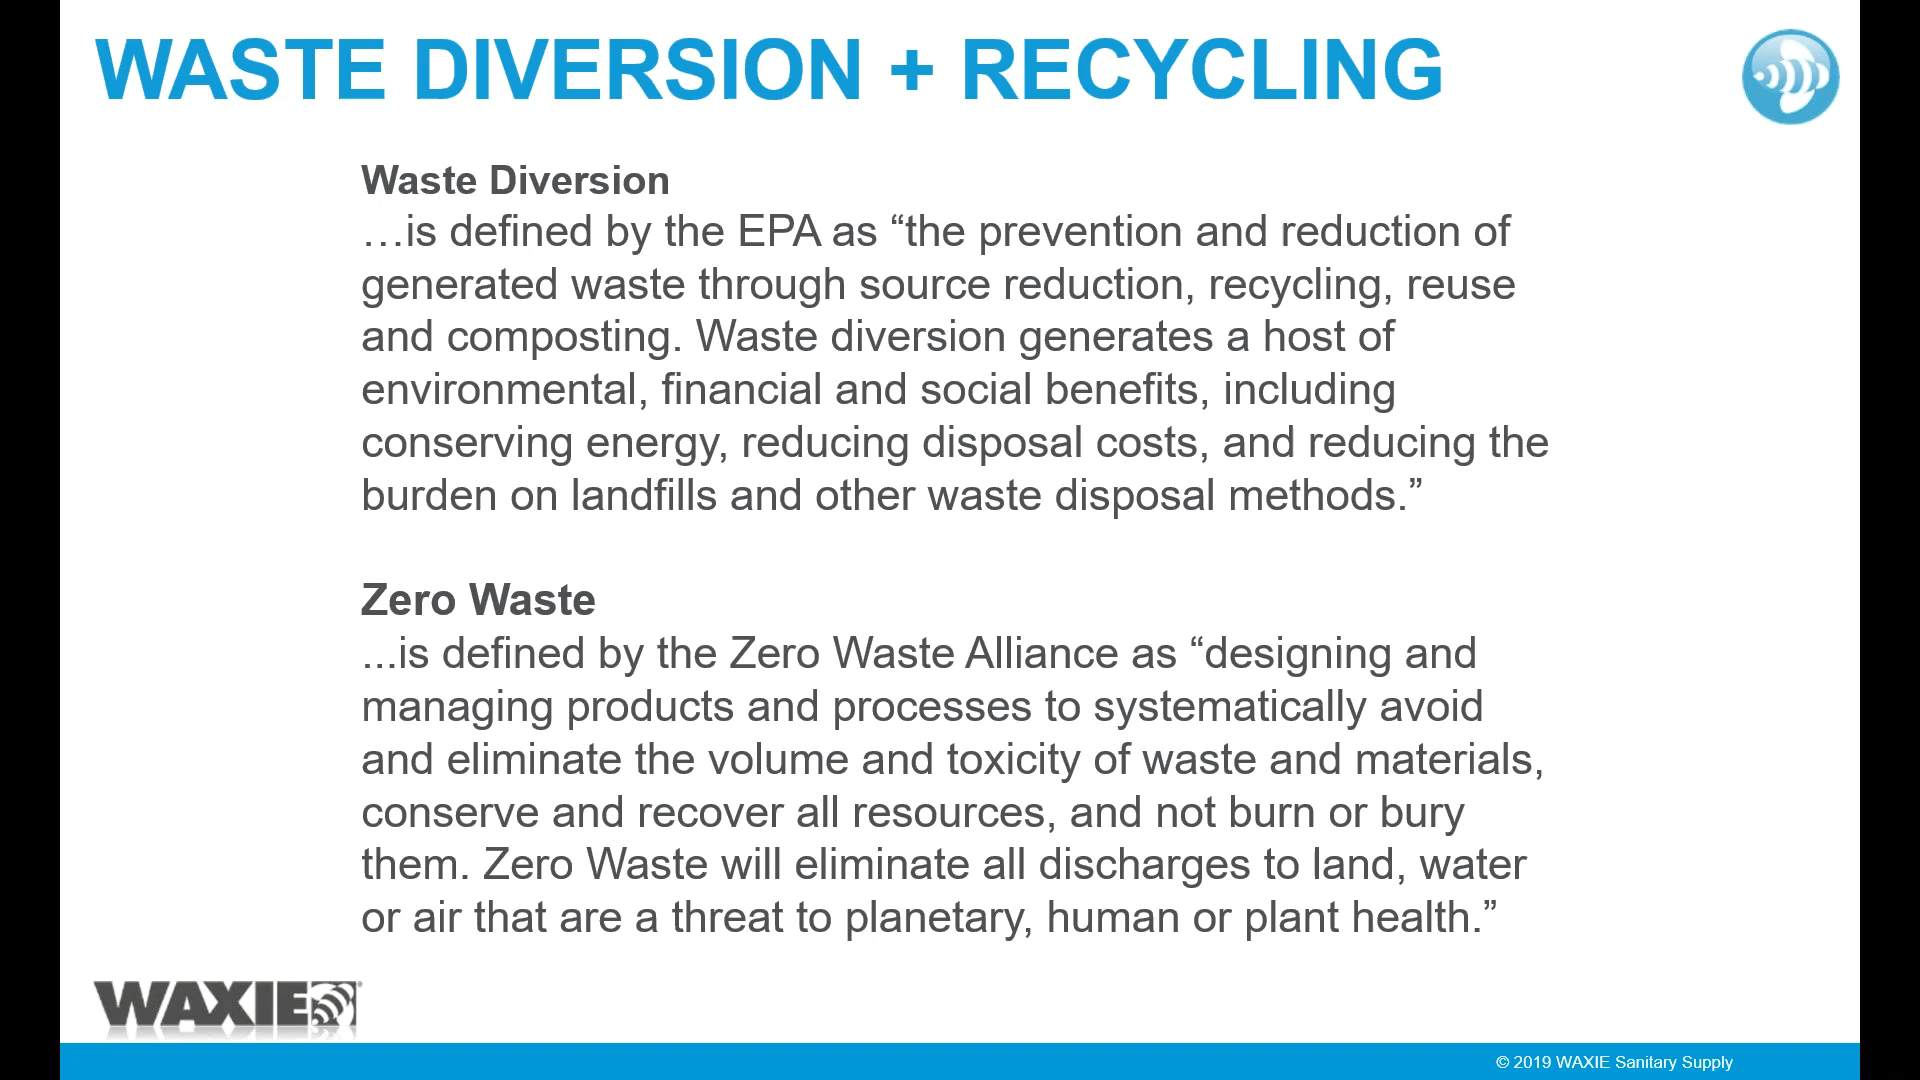 WASTE DIVERSION + RECYCLING
Waste Diversion
…is defined by the EPA as “the prevention and reduction of
generated waste through source reduction, recycling, reuse
and composting. Waste diversion generates a host of
environmental, financial and social benefits, including
conserving energy, reducing disposal costs, and reducing the
burden on landfills and other waste disposal methods.”
Zero Waste
...is defined by the Zero Waste Alliance as “designing and
managing products and processes to systematically avoid
and eliminate the volume and toxicity of waste and materials,
conserve and recover all resources, and not burn or bury
them. Zero Waste will eliminate all discharges to land, water
or air that are a threat to planetary, human or plant health.”
WAXIE
© 2019 WAXIE Sanitary Supply